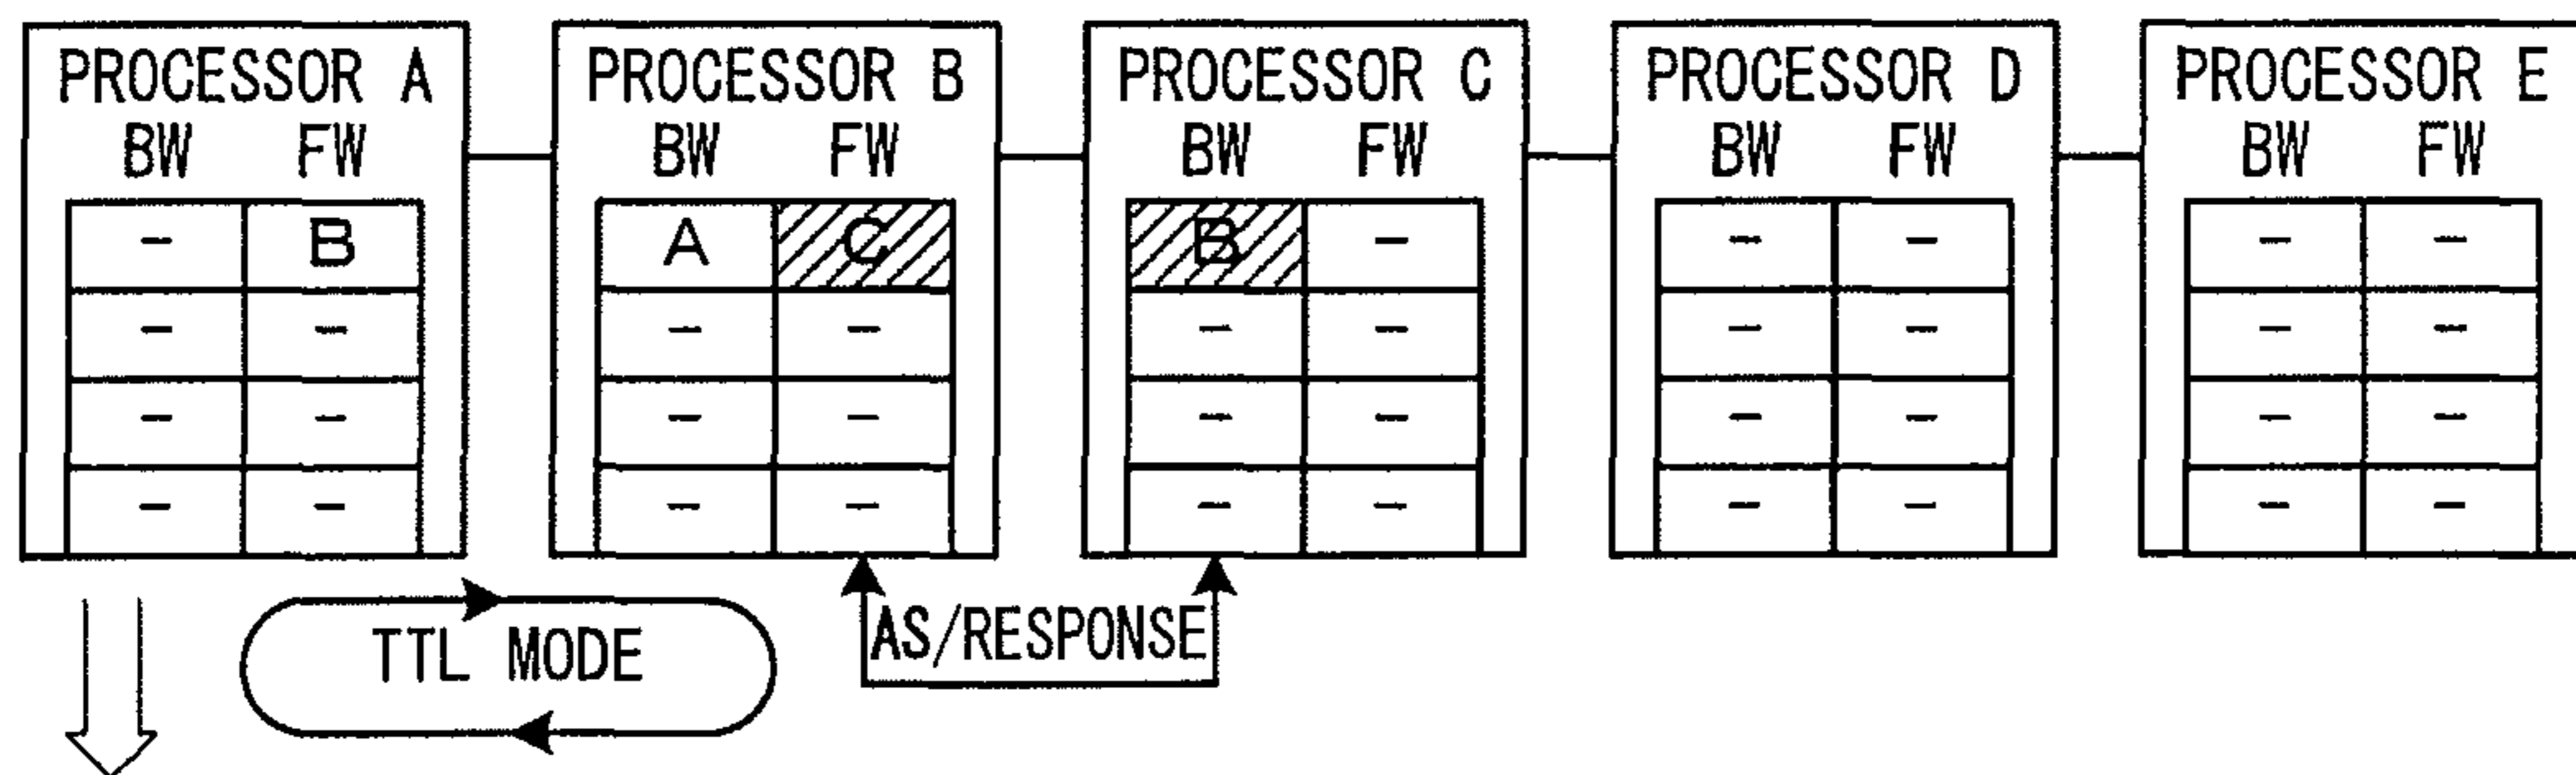 PROCESSOR A PROCESSOR B PROCESSOR C PROCESSOR D PROCESSOR E
BW FW BW FW BW FW BW FW BW FW
- B A C B - - - - -
- - - - - - - - - -
- - - - - - - - - -
- - - - - - - - - -
TTL MODE AS/RESPONSE